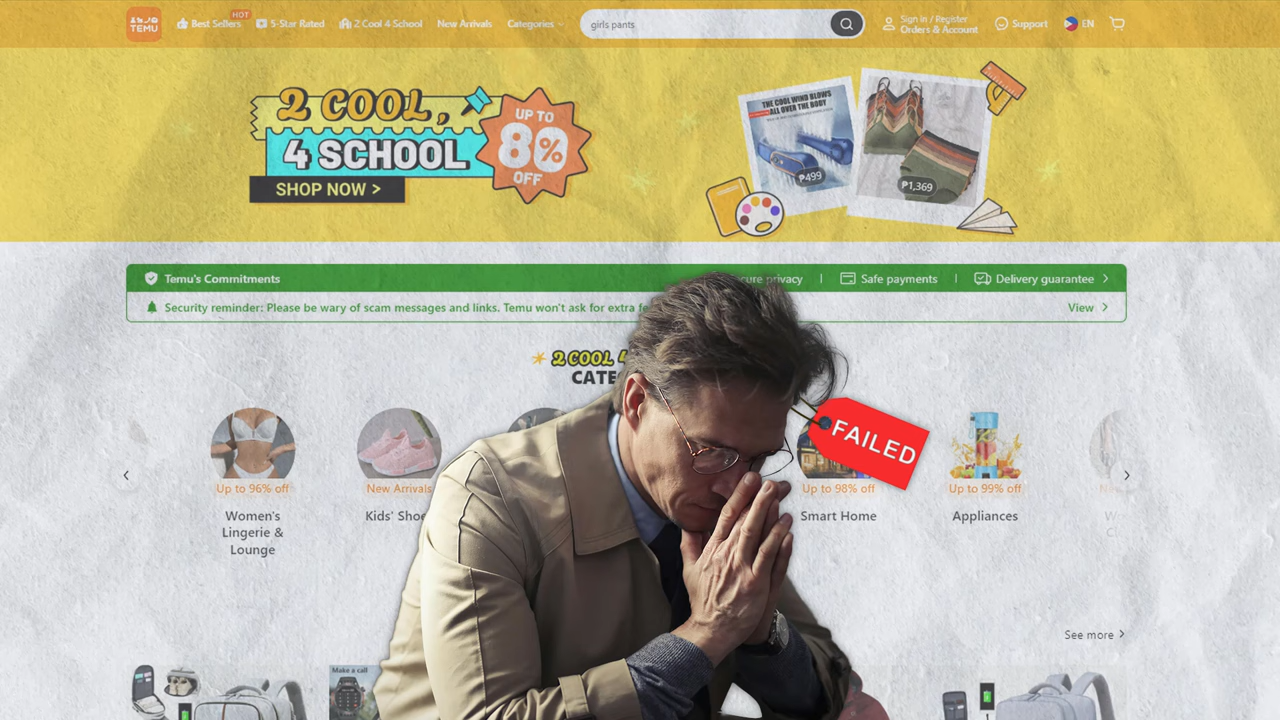 TEMU
Best Sellers
HOT
5-Star Rated
2 Cool 4 School
New Arrivals
Categories
girls pants
Sign in / Register
Orders & Account
Support
EN
2 COOL,
4 SCHOOL
SHOP NOW >
UP TO
80%
OFF
THE COOL WIND BLOWS
ALL OVER THE BODY
₱499
₱1,369
Temu's Commitments
cure privacy
Safe payments
Delivery guarantee
Security reminder: Please be wary of scam messages and links. Temu won't ask for extra fe
View
2 COOL 4
CATE
FAILED
Up to 96% off
New Arrivals
Up to 98% off
Up to 99% off
Women's
Lingerie &
Lounge
Kids' Shoe
Smart Home
Appliances
See more
Make a call